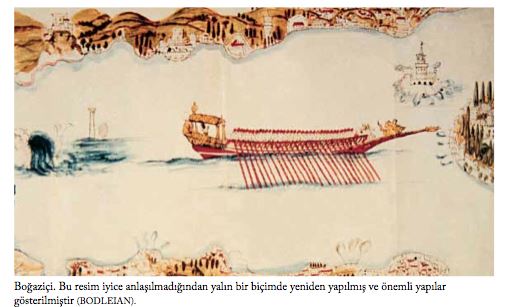 Boğaziçi. Bu resim iyice anlaşılmadığından yalın bir biçimde yeniden yapılmış ve önemli yapılar
gösterilmiştir (BODLEIAN).